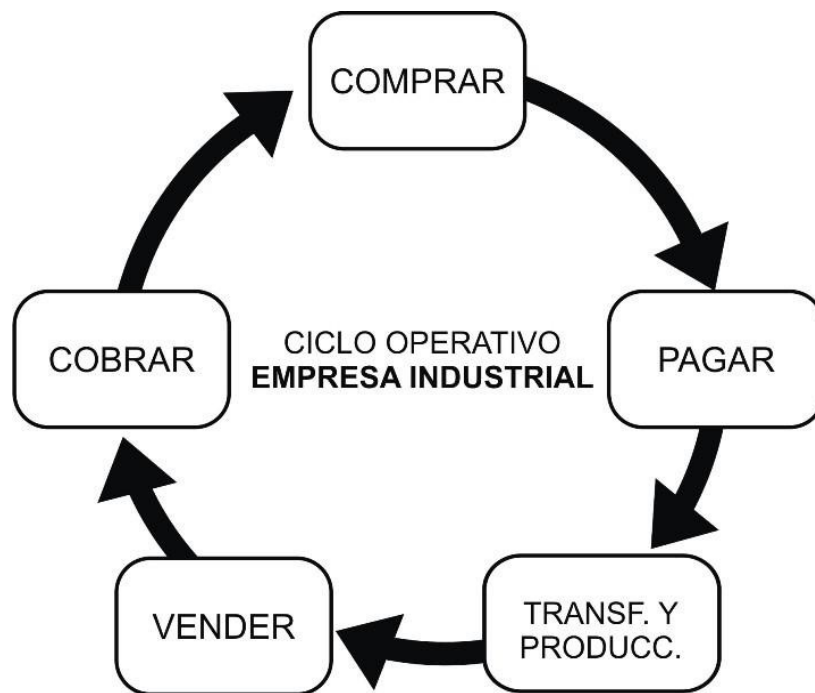 COMPRAR
COBRAR
CICLO OPERATIVO
EMPRESA INDUSTRIAL
PAGAR
VENDER
TRANSF. Y
PRODUCC.